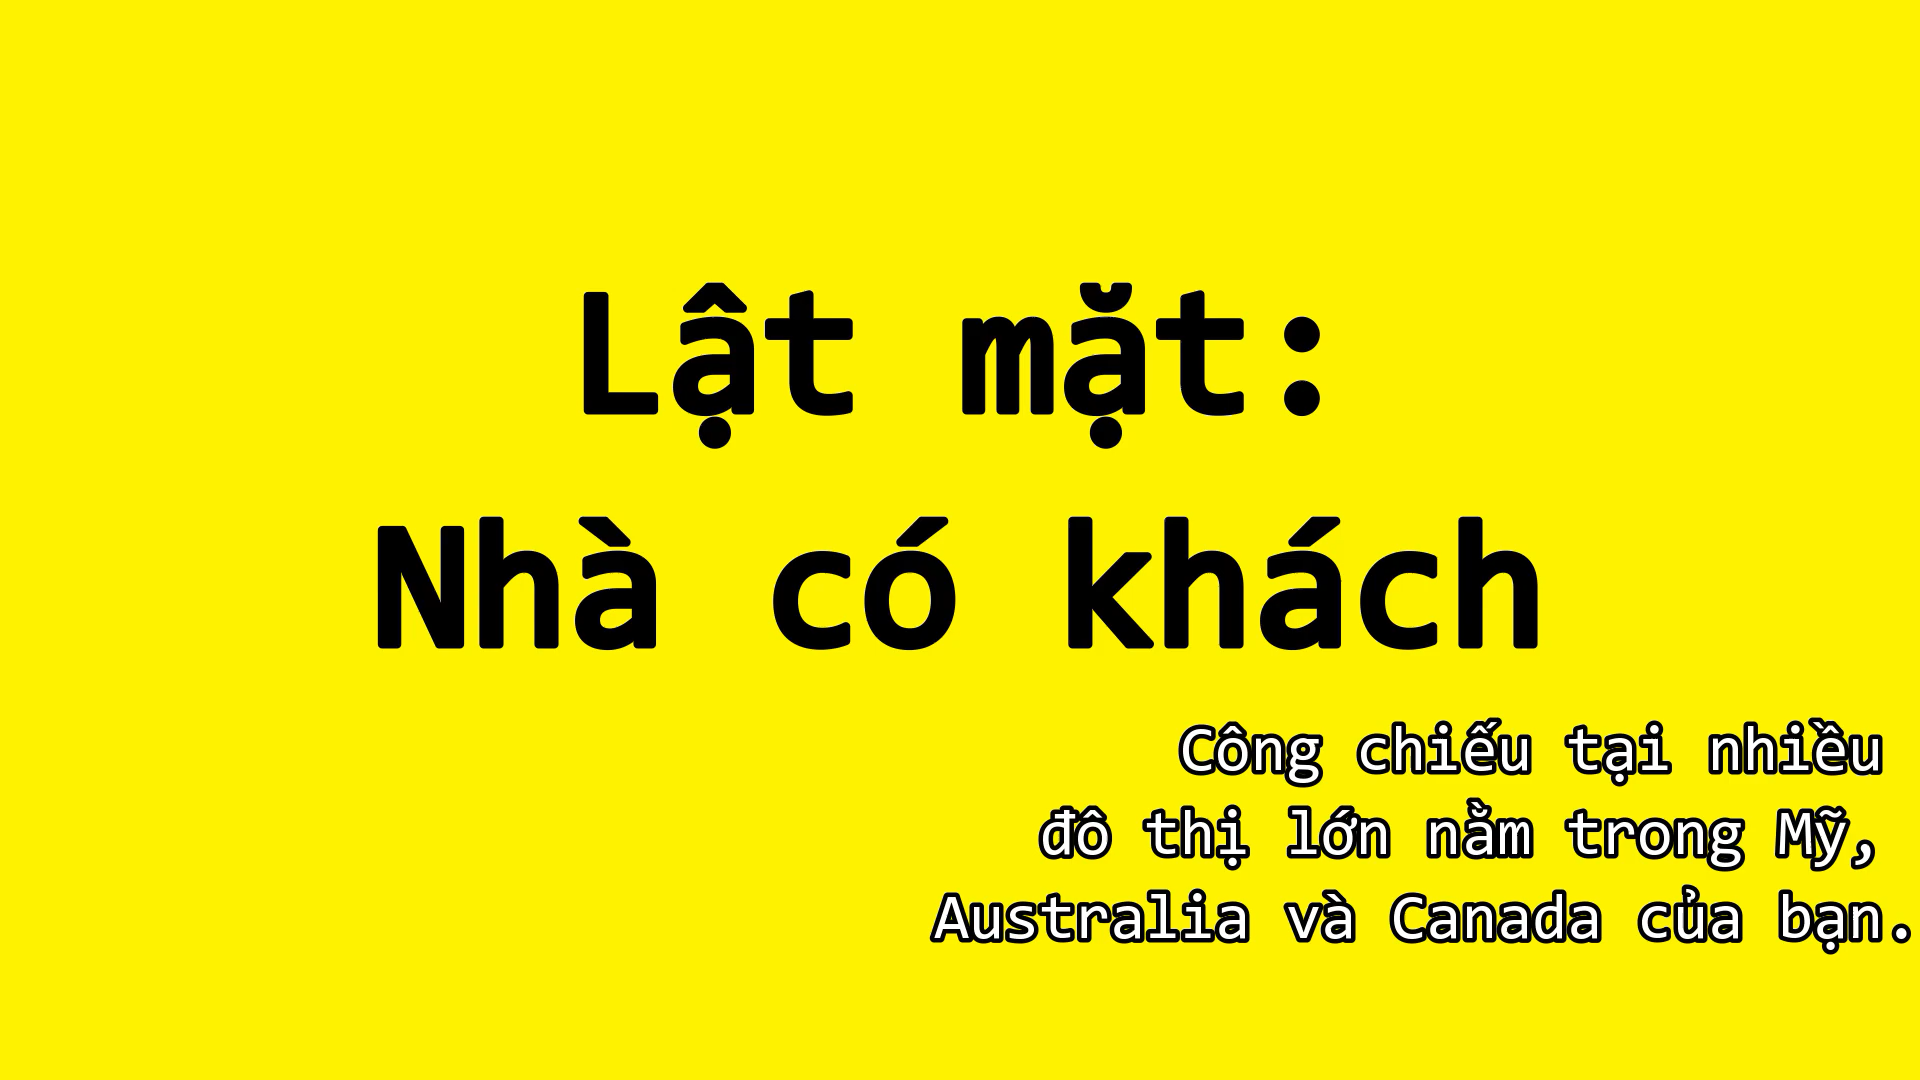 Lật mặt:
Nhà có khách
Công chiếu tại nhiều
đô thị lớn nằm trong Mỹ,
Australia và Canada của bạn.